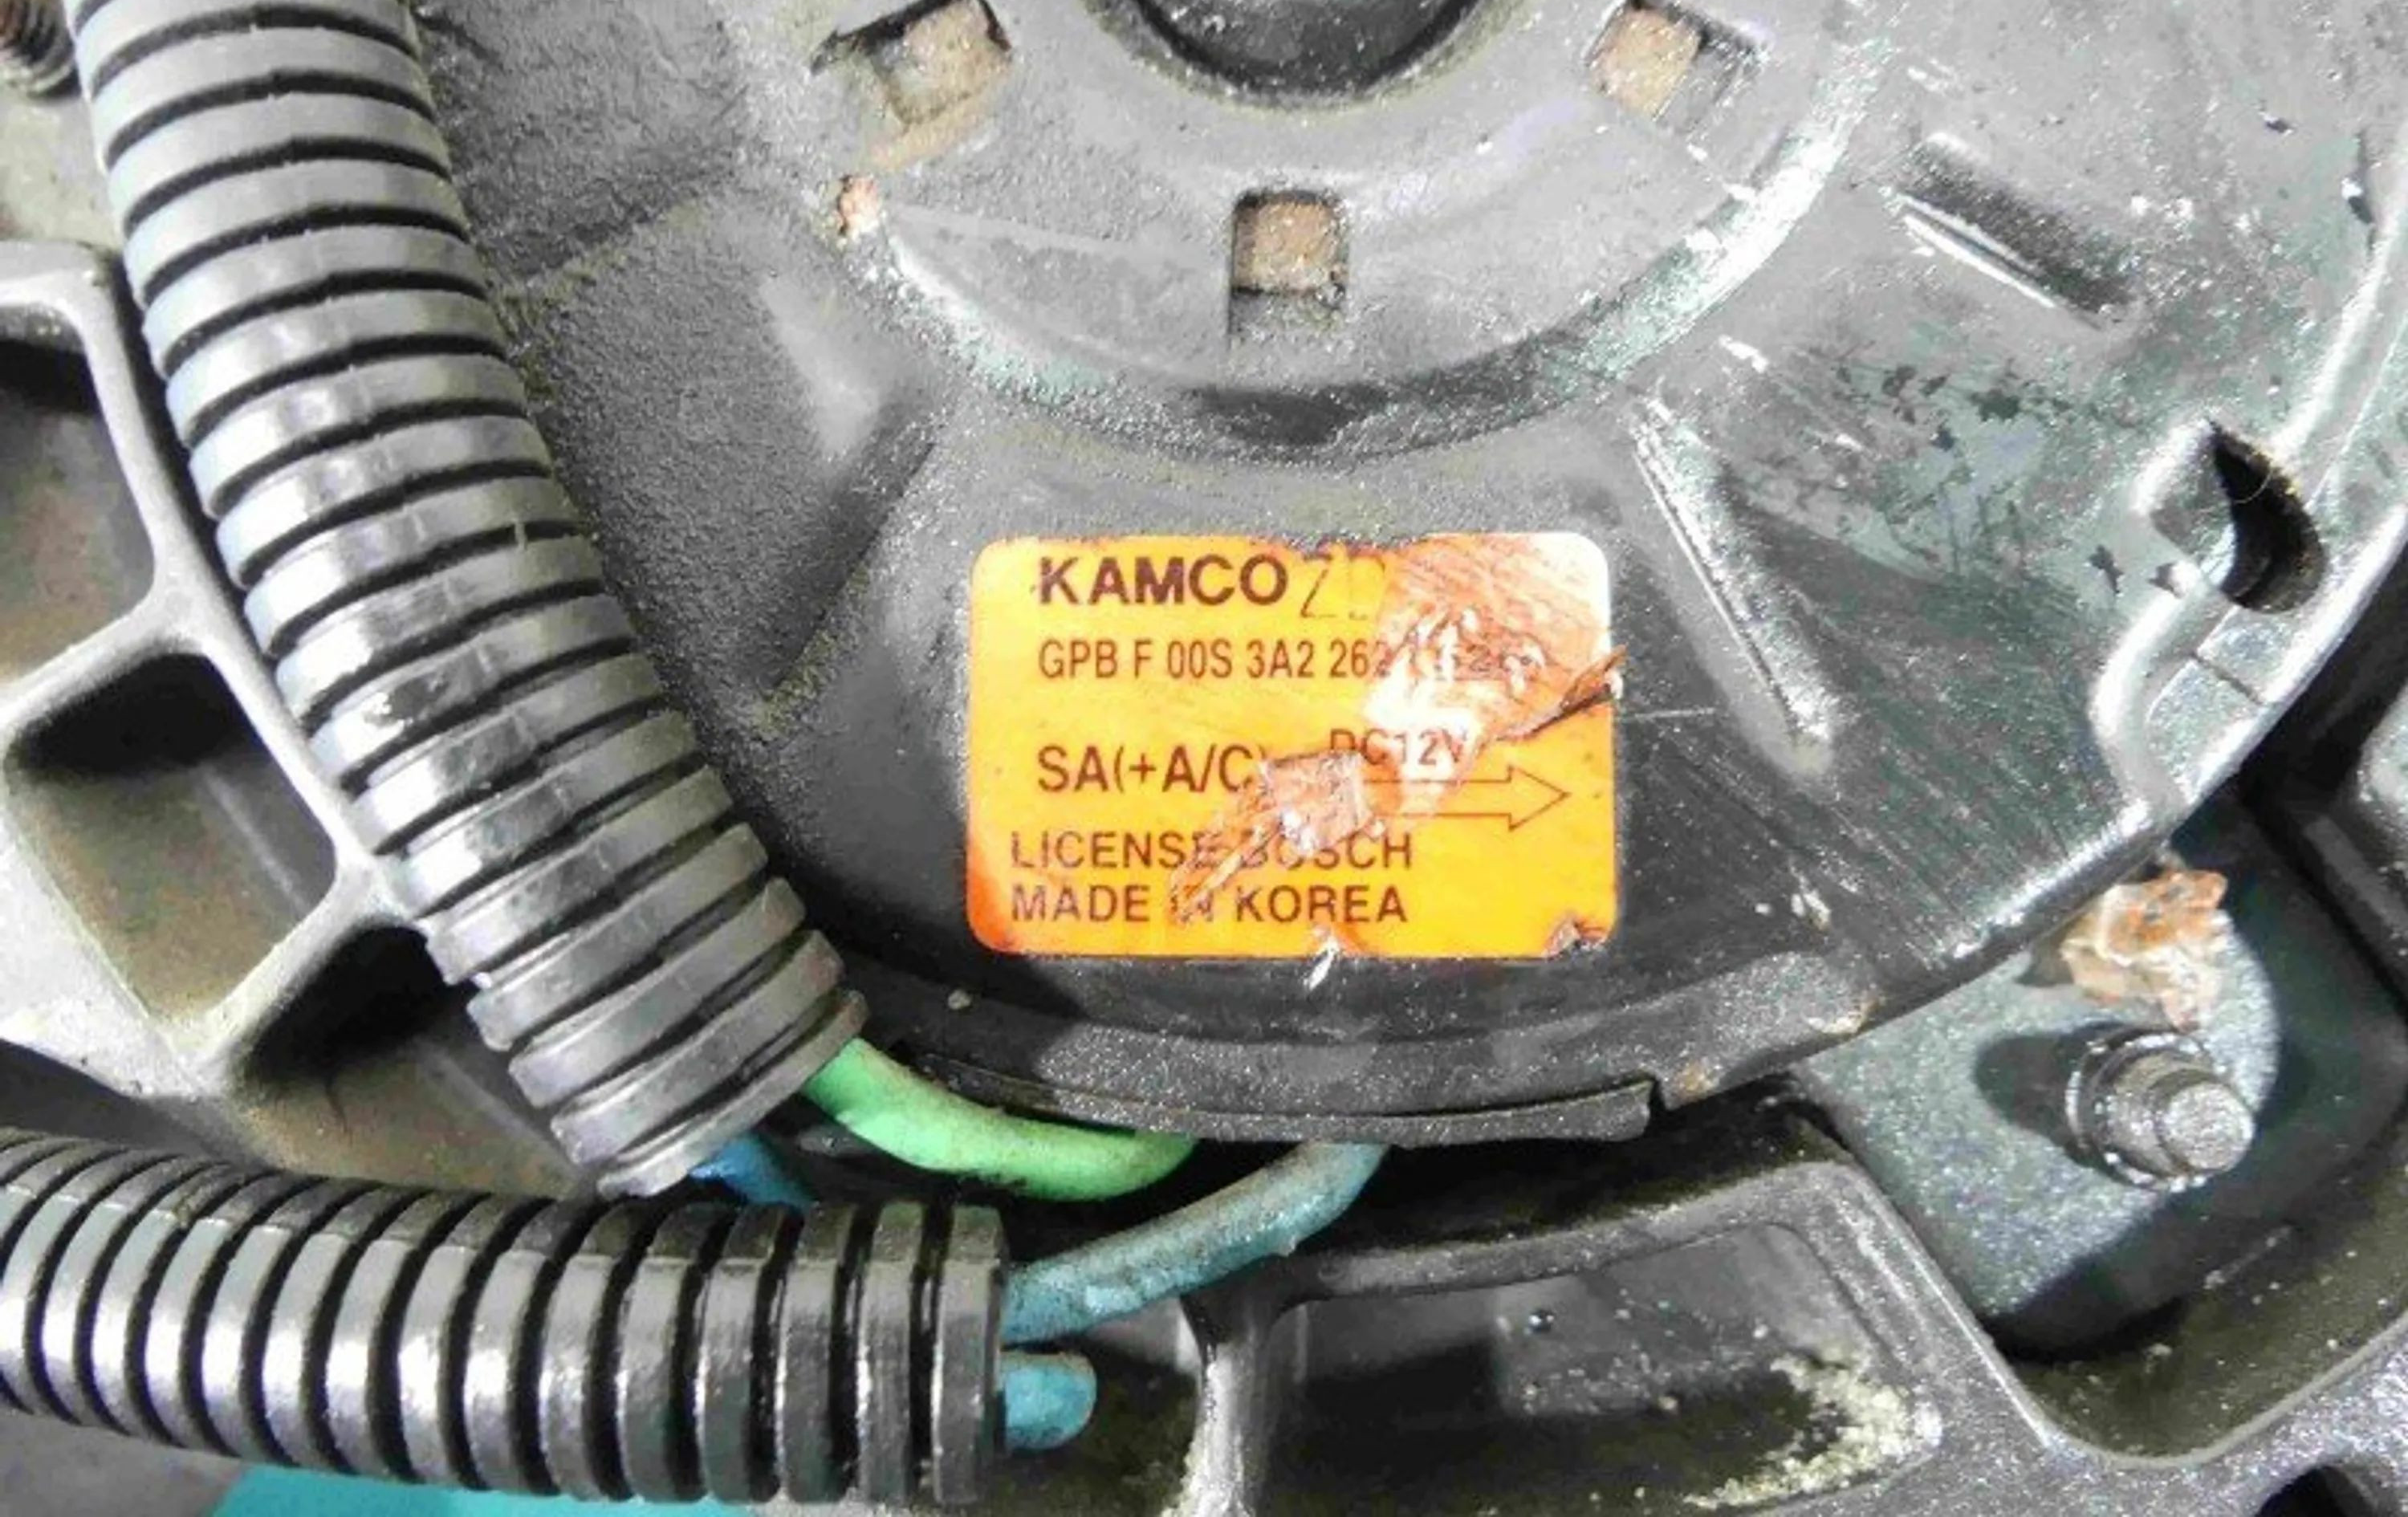 KAMCO
GPB F 00S 3A2 262
SA(+A/C) DC12V
LICENSE BOSCH
MADE IN KOREA